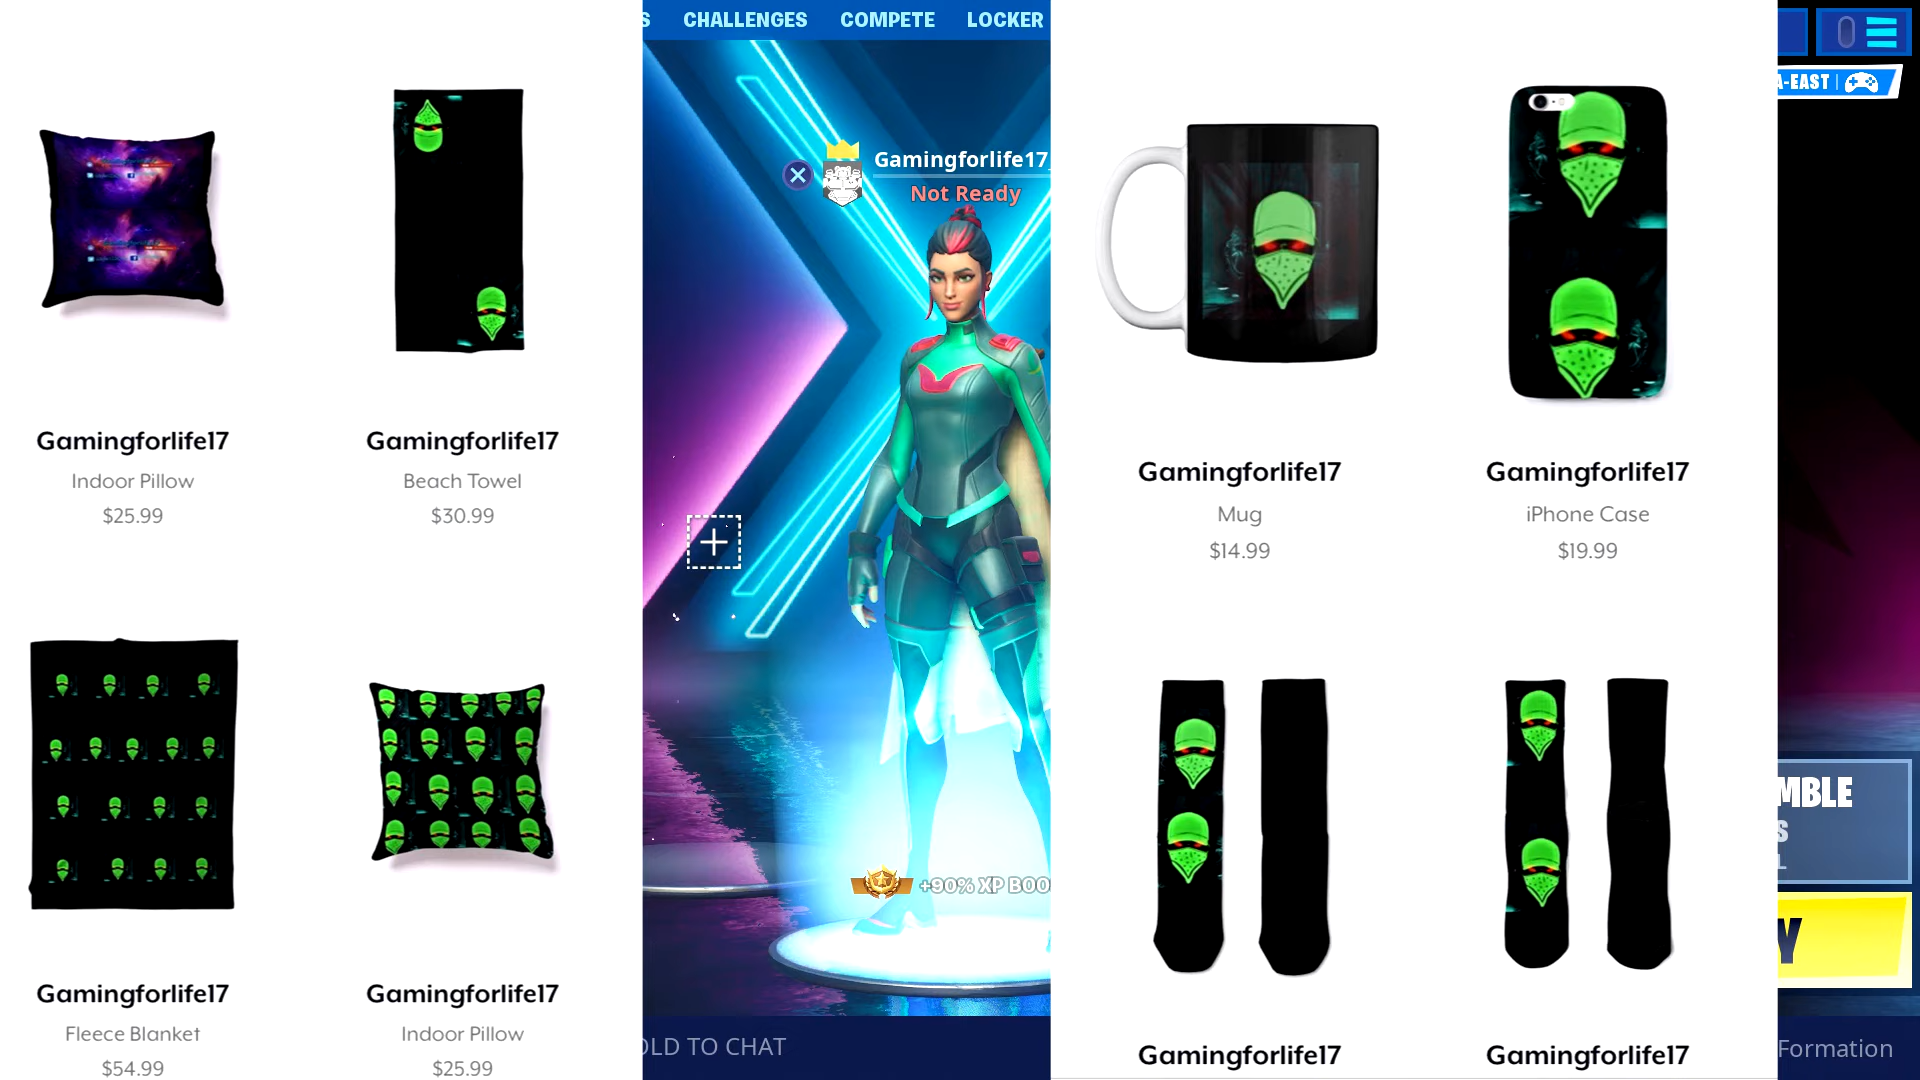 CHALLENGES COMPETE LOCKER
A-EAST
Gamingforlife17
Not Ready
Gamingforlife17
Indoor Pillow
$25.99
Gamingforlife17
Beach Towel
$30.99
Gamingforlife17
Mug
$14.99
Gamingforlife17
iPhone Case
$19.99
+90% XP BOO
MBLE
S
L
Y
Gamingforlife17
Fleece Blanket
$54.99
Gamingforlife17
Indoor Pillow
$25.99
OLD TO CHAT
Gamingforlife17
Gamingforlife17
Formation